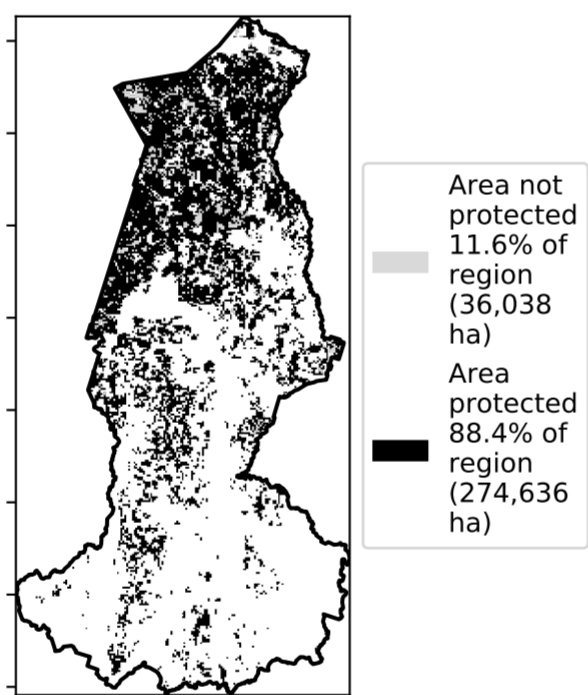 Area not
protected
11.6% of
region
(36,038
ha)
Area
protected
88.4% of
region
(274,636
ha)